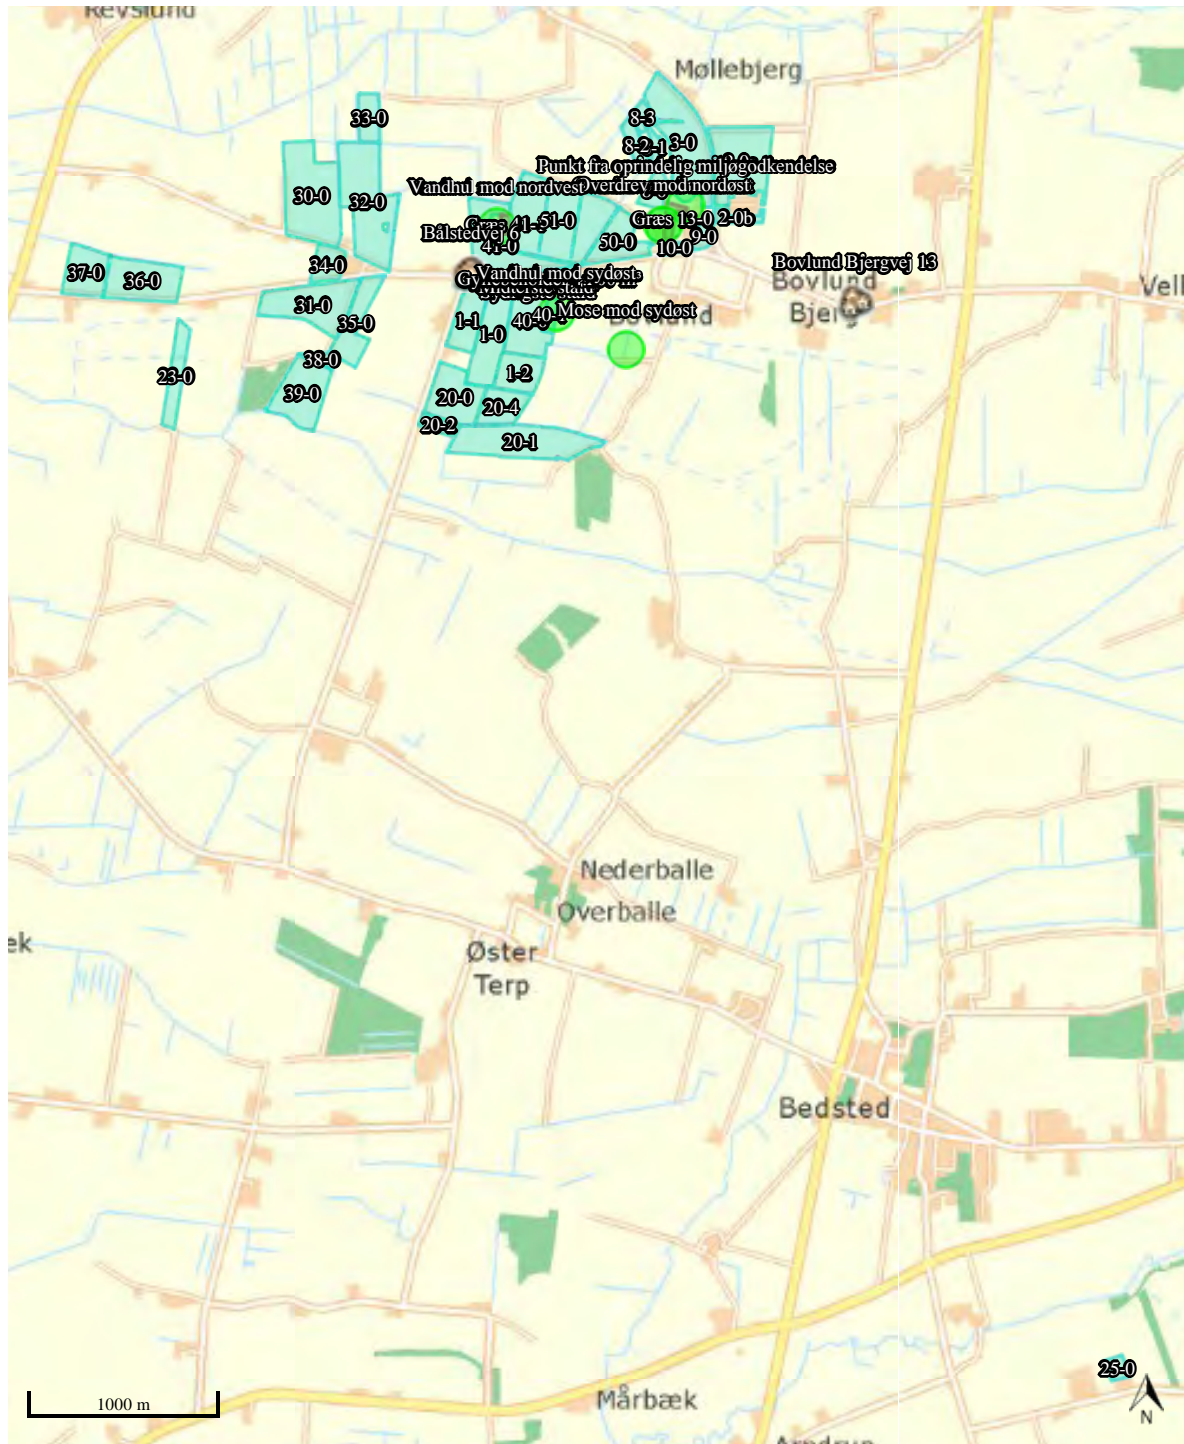 Revslund
Møllebjerg
33-0
8-3
8-2
3-0
Punkt fra oprindelig miljøgodkendelse
Vandhul mod nordvest
Overdrev mod nordøst
30-0
32-0
51-0
Græs 13-0
2-0b
Bålstedvej 6
41-0
50-0
9-0
10-0
34-0
Bovlund Bjergvej 13
37-0
36-0
Vandhul mod sydøst
Bovlund
Bjerg
31-0
35-0
1-1
1-0
Mose mod sydøst
38-0
23-0
39-0
1-2
20-0
20-4
20-2
20-1
Nederballe
Overballe
Øster
Terp
Bedsted
25-0
1000 m
Mårbæk
N